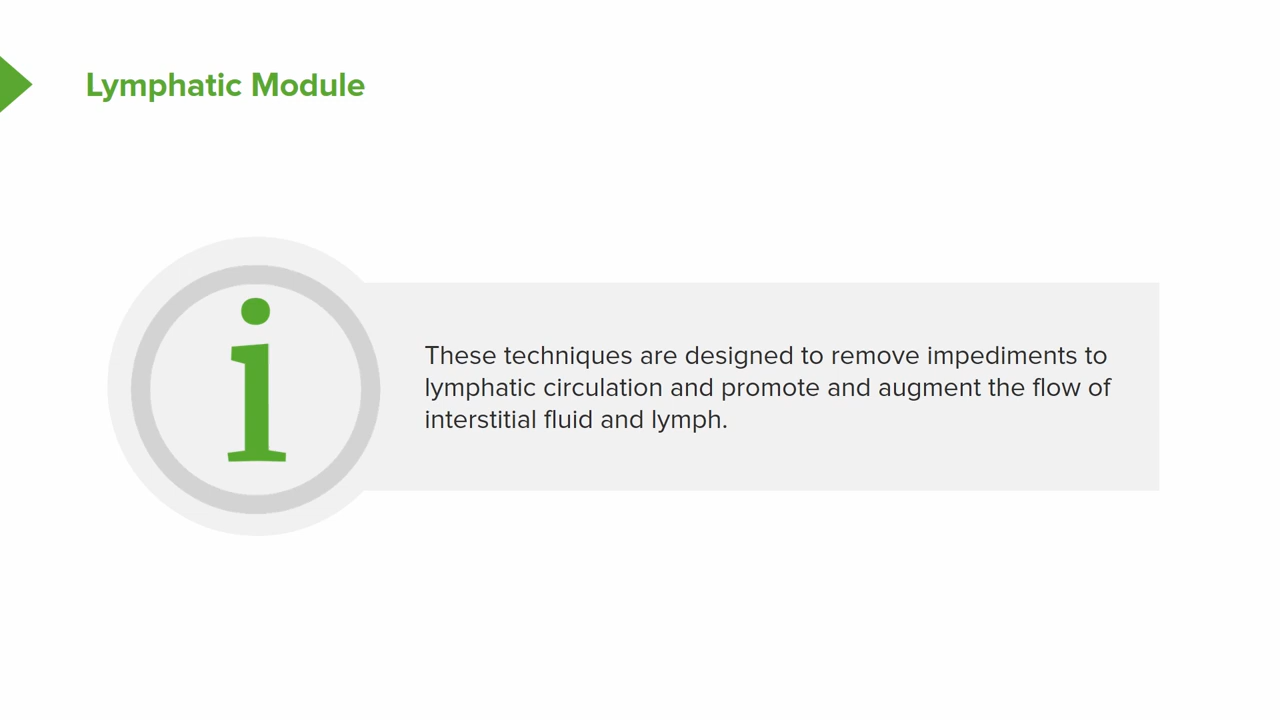 Lymphatic Module
These techniques are designed to remove impediments to
lymphatic circulation and promote and augment the flow of
interstitial fluid and lymph.